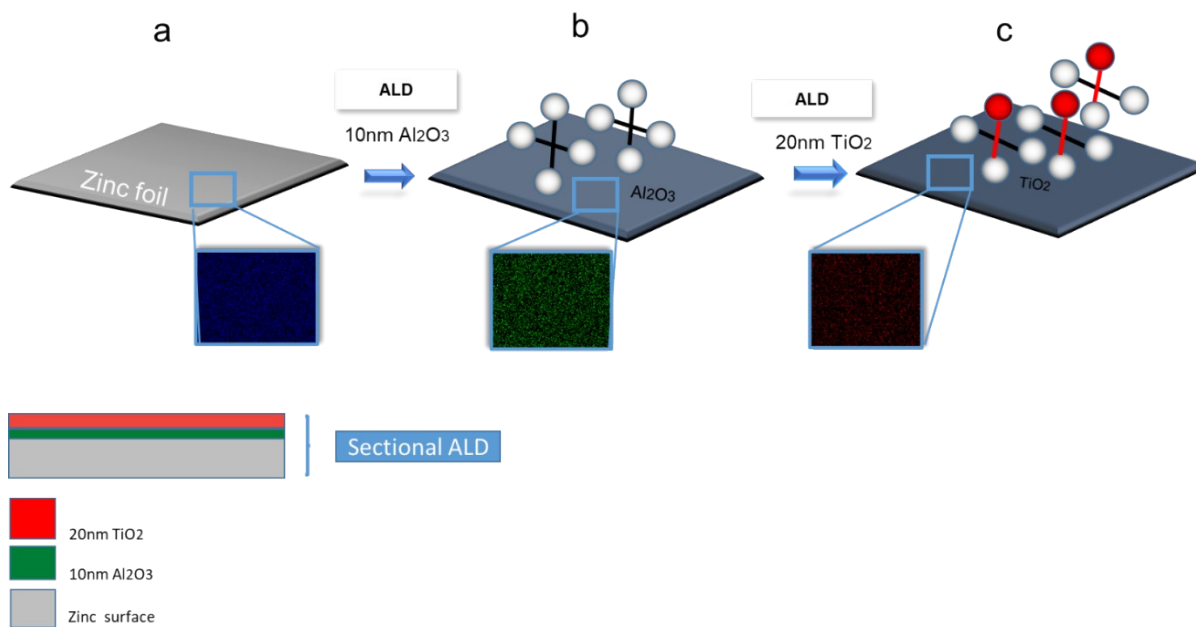 a
b
c
ALD
10nm Al2O3
ALD
20nm TiO2
Zinc foil
Al2O3
TiO2
Sectional ALD
20nm TiO2
10nm Al2O3
Zinc surface